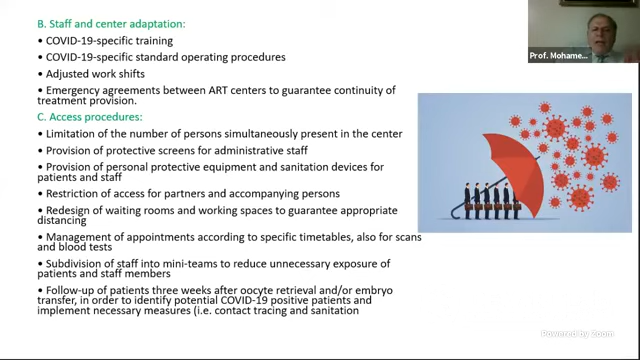 B. Staff and center adaptation:
• COVID-19-specific training
• COVID-19-specific standard operating procedures
• Adjusted work shifts
• Emergency agreements between ART centers to guarantee continuity of
treatment provision.
C. Access procedures:
• Limitation of the number of persons simultaneously present in the center
• Provision of protective screens for administrative staff
• Provision of personal protective equipment and sanitation devices for
patients and staff
• Restriction of access for partners and accompanying persons
• Redesign of waiting rooms and working spaces to guarantee appropriate
distancing
• Management of appointments according to specific timetables, also for scans
and blood tests
• Subdivision of staff into mini-teams to reduce unnecessary exposure of
patients and staff members
• Follow-up of patients three weeks after oocyte retrieval and/or embryo
transfer, in order to identify potential COVID-19 positive patients and
implement necessary measures (i.e. contact tracing and sanitation
Prof. Mohame...
Powered by Zoom